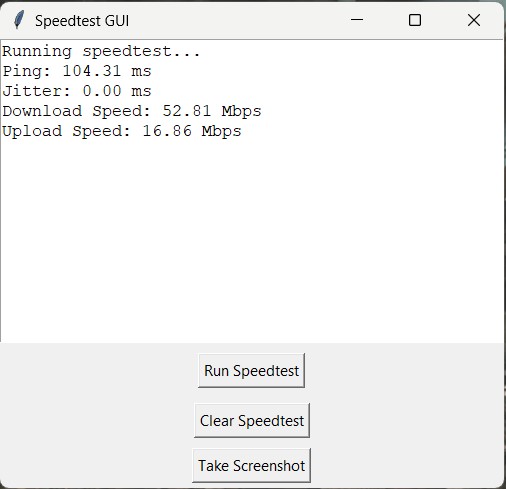 Speedtest GUI
Running speedtest...
Ping: 104.31 ms
Jitter: 0.00 ms
Download Speed: 52.81 Mbps
Upload Speed: 16.86 Mbps
Run Speedtest
Clear Speedtest
Take Screenshot